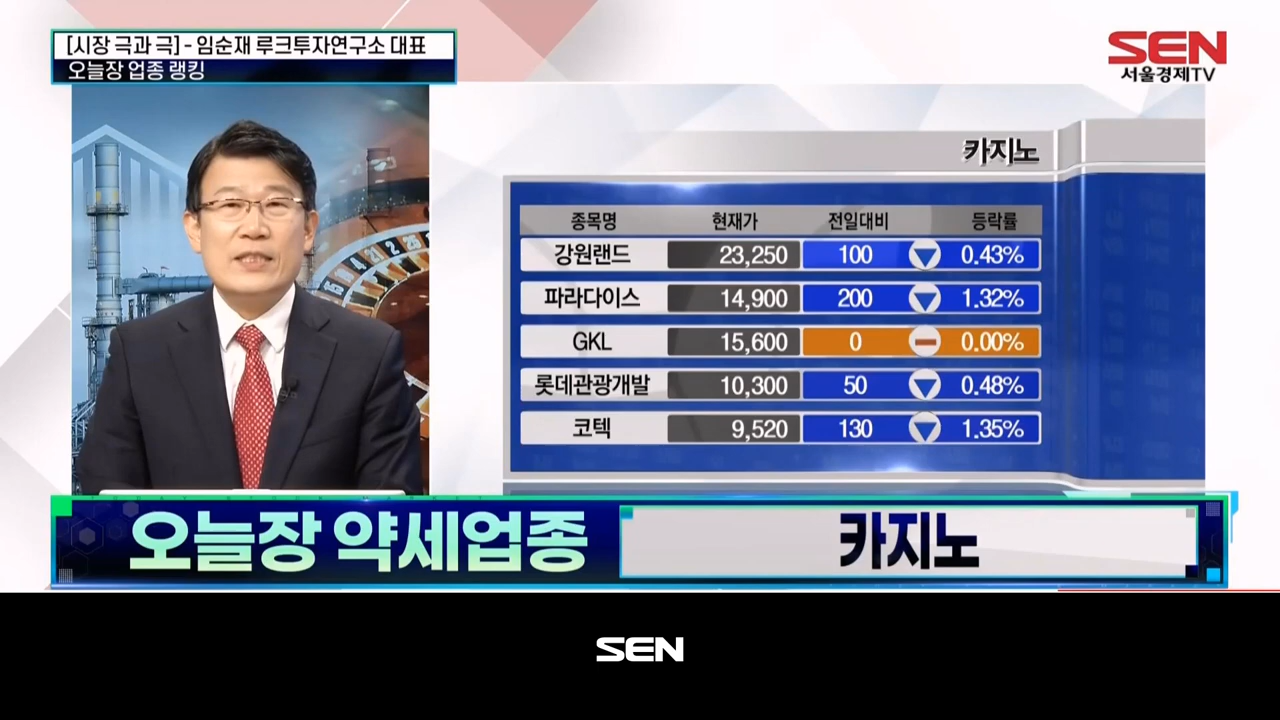 [시장 극과 극] - 임순재 루크투자연구소 대표
오늘장 업종 랭킹
SEN
서울경제TV
카지노
종목명 현재가 전일대비 등락률
강원랜드 23,250 100 ▼ 0.43%
파라다이스 14,900 200 ▼ 1.32%
GKL 15,600 0 - 0.00%
롯데관광개발 10,300 50 ▼ 0.48%
코텍 9,520 130 ▼ 1.35%
오늘장 약세업종 카지노
SEN